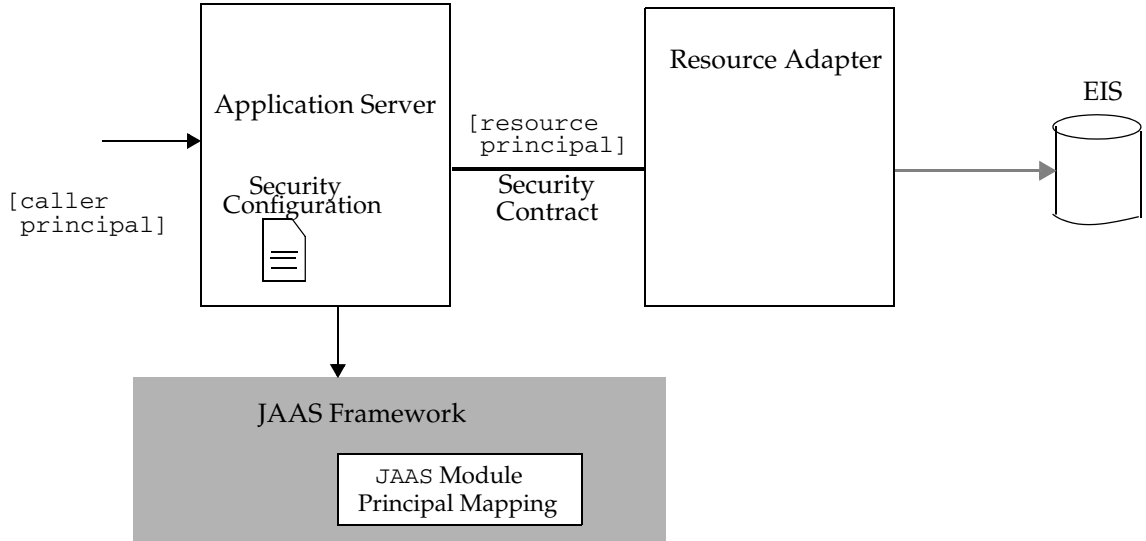 Application Server
Resource Adapter
EIS
[resource
principal]
Security
Contract
Security
Configuration
[caller
principal]
JAAS Framework
JAAS Module
Principal Mapping